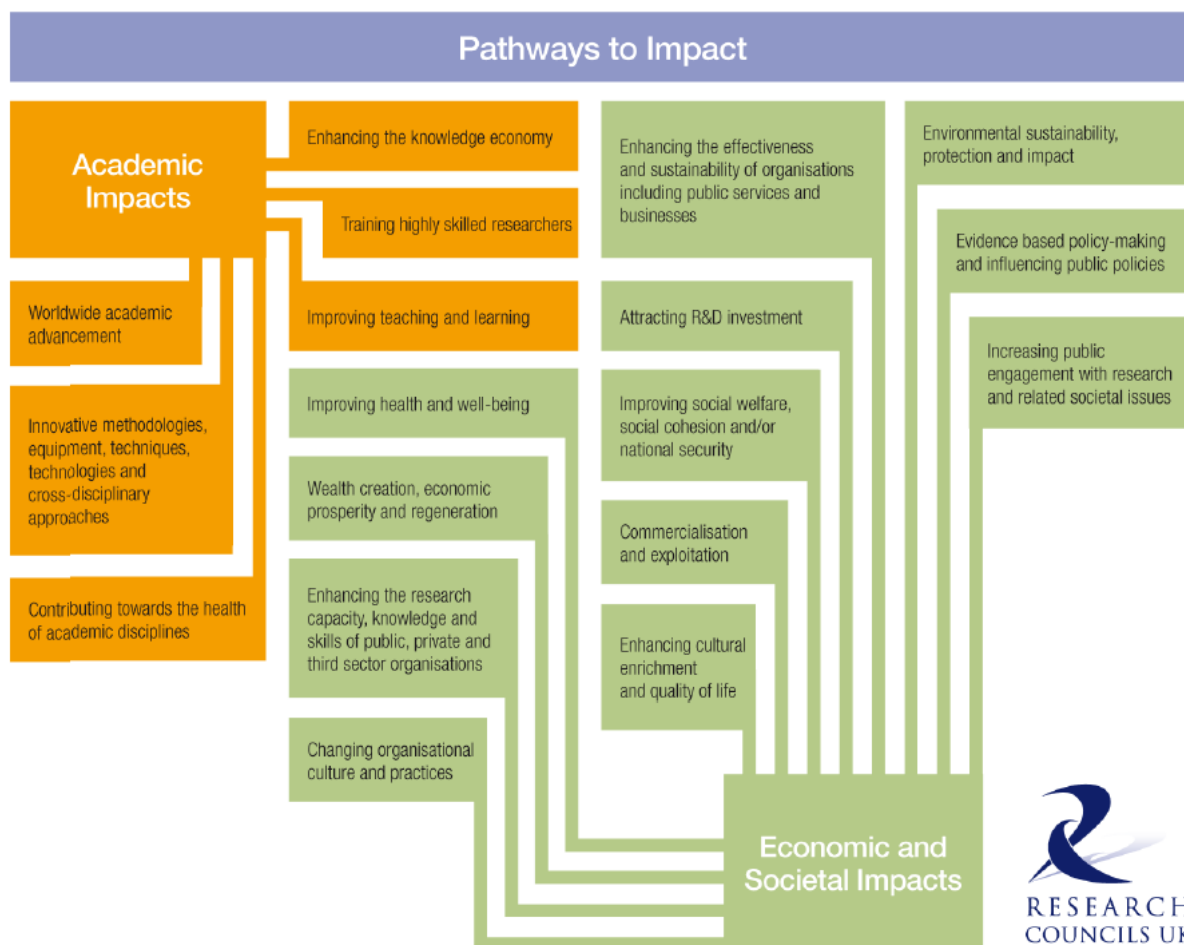 Pathways to Impact
Academic
Impacts
Enhancing the knowledge economy
Training highly skilled researchers
Improving teaching and learning
Worldwide academic
advancement
Innovative methodologies,
equipment, techniques,
technologies and
cross-disciplinary
approaches
Contributing towards the health
of academic disciplines
Improving health and well-being
Wealth creation, economic
prosperity and regeneration
Enhancing the research
capacity, knowledge and
skills of public, private and
third sector organisations
Changing organisational
culture and practices
Enhancing the effectiveness
and sustainability of organisations
including public services and
businesses
Attracting R&D investment
Improving social welfare,
social cohesion and/or
national security
Commercialisation
and exploitation
Enhancing cultural
enrichment
and quality of life
Environmental sustainability,
protection and impact
Evidence based policy-making
and influencing public policies
Increasing public
engagement with research
and related societal issues
Economic and
Societal Impacts
RESEARCH
COUNCILS UK